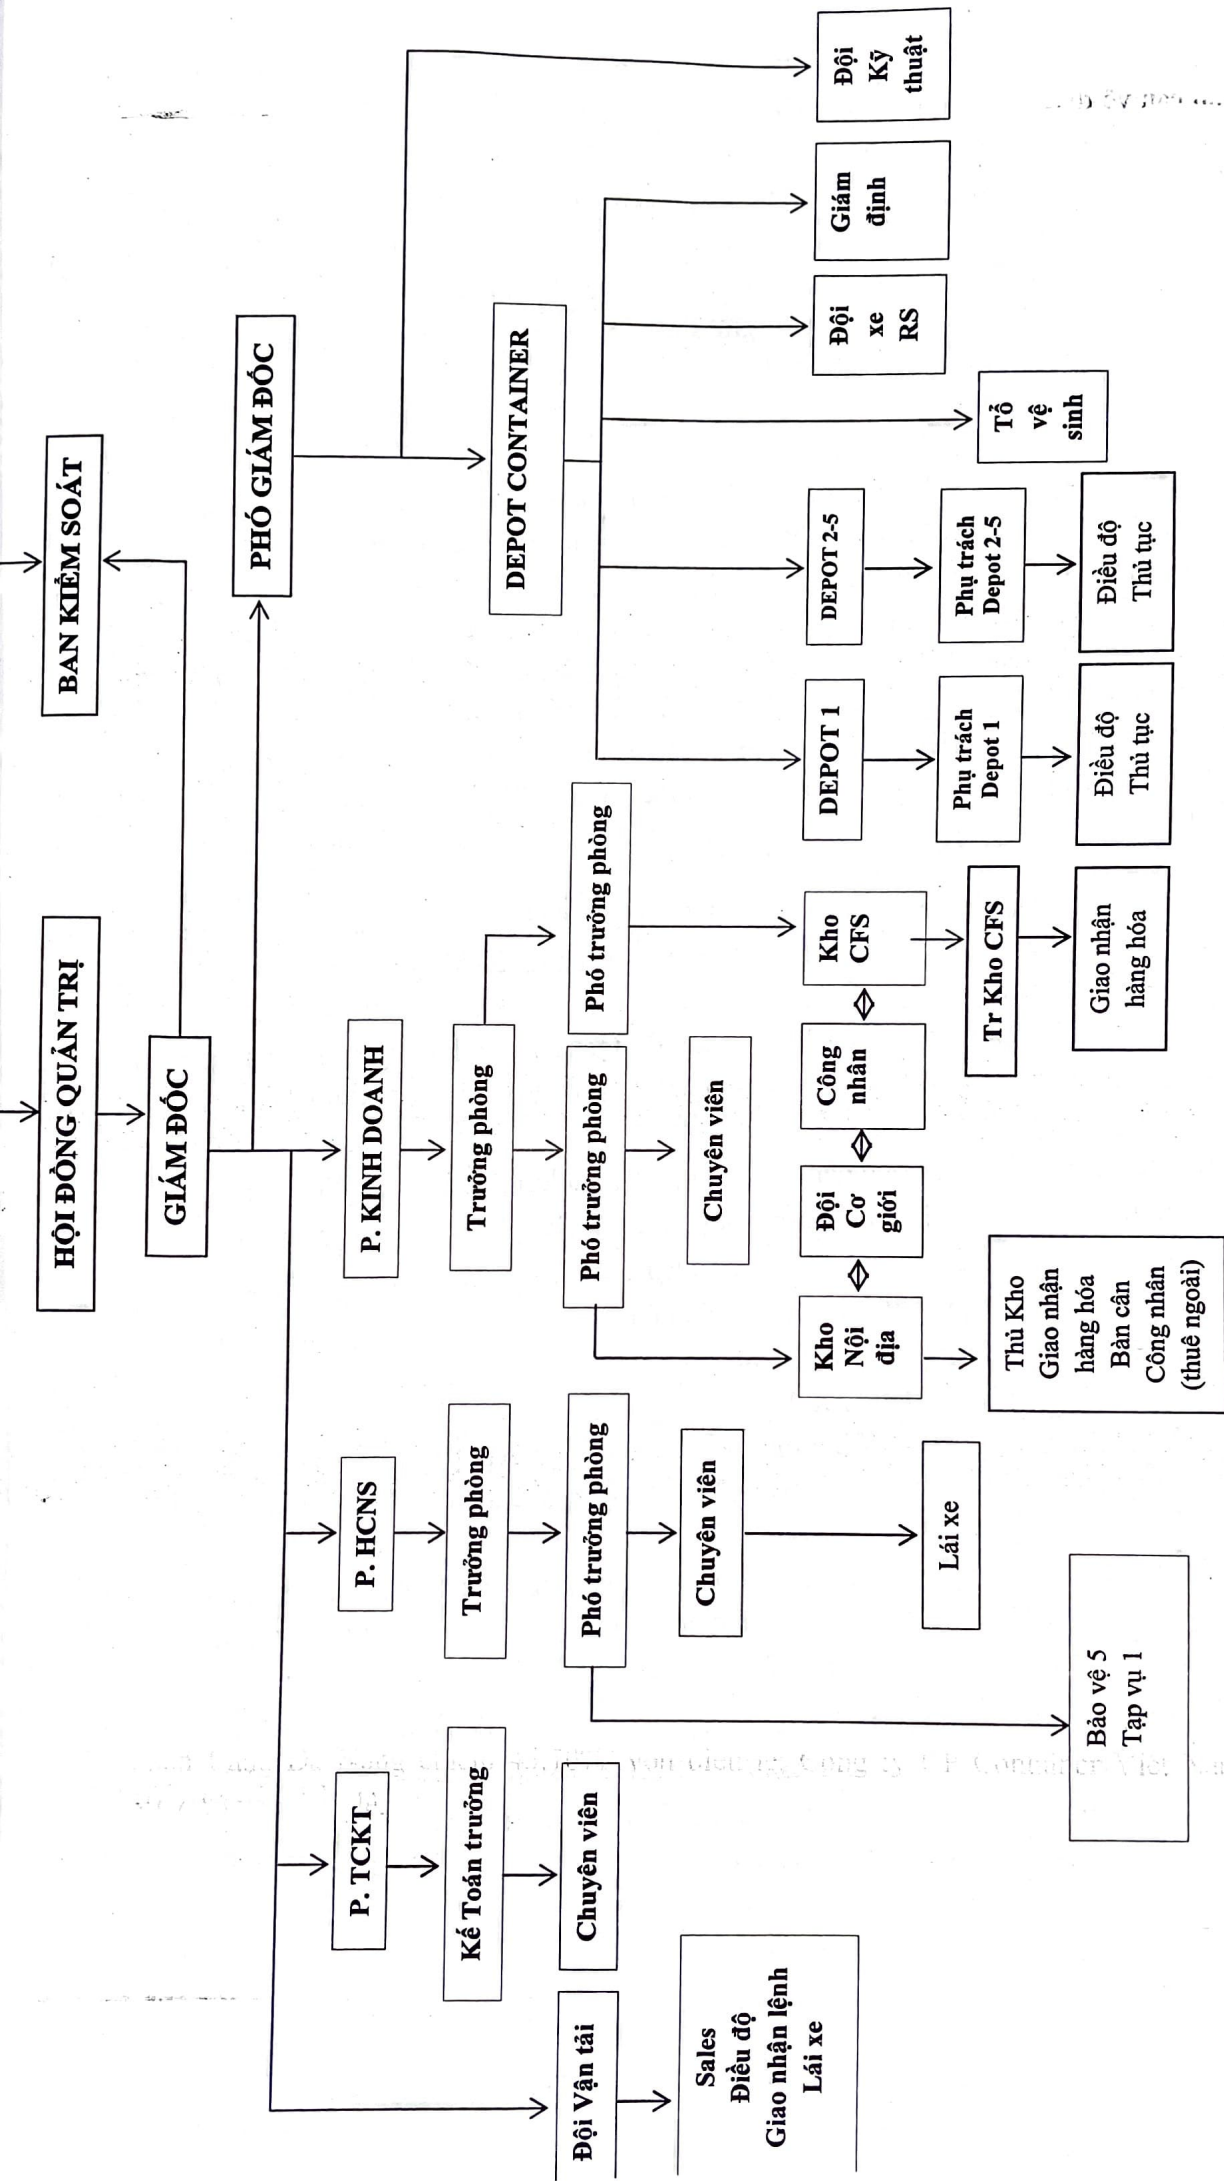 HỘI ĐỒNG QUẢN TRỊ
BAN KIỂM SOÁT
GIÁM ĐỐC
PHÓ GIÁM ĐỐC
P. TCKT
P. HCNS
P. KINH DOANH
Kế Toán trưởng
Trưởng phòng
Trưởng phòng
DEPOT CONTAINER
Đội Vận tải
Chuyên viên
Phó trưởng phòng
Phó trưởng phòng
Phó trưởng phòng
Sales
Điều độ
Giao nhận lệnh
Lái xe
Chuyên viên
Chuyên viên
Kho
Nội
địa
Đội
Cơ
giới
Công
nhân
Kho
CFS
DEPOT 1
DEPOT 2-5
Đội
xe
RS
Giám
định
Đội
Kỹ
thuật
Lái xe
Tr Kho CFS
Phụ trách
Depot 1
Phụ trách
Depot 2-5
Tổ
vệ
sinh
Thủ Kho
Giao nhận
hàng hóa
Bàn cân
Công nhân
(thuê ngoài)
Bảo vệ 5
Tạp vụ 1
Giao nhận
hàng hóa
Điều độ
Thủ tục
Điều độ
Thủ tục